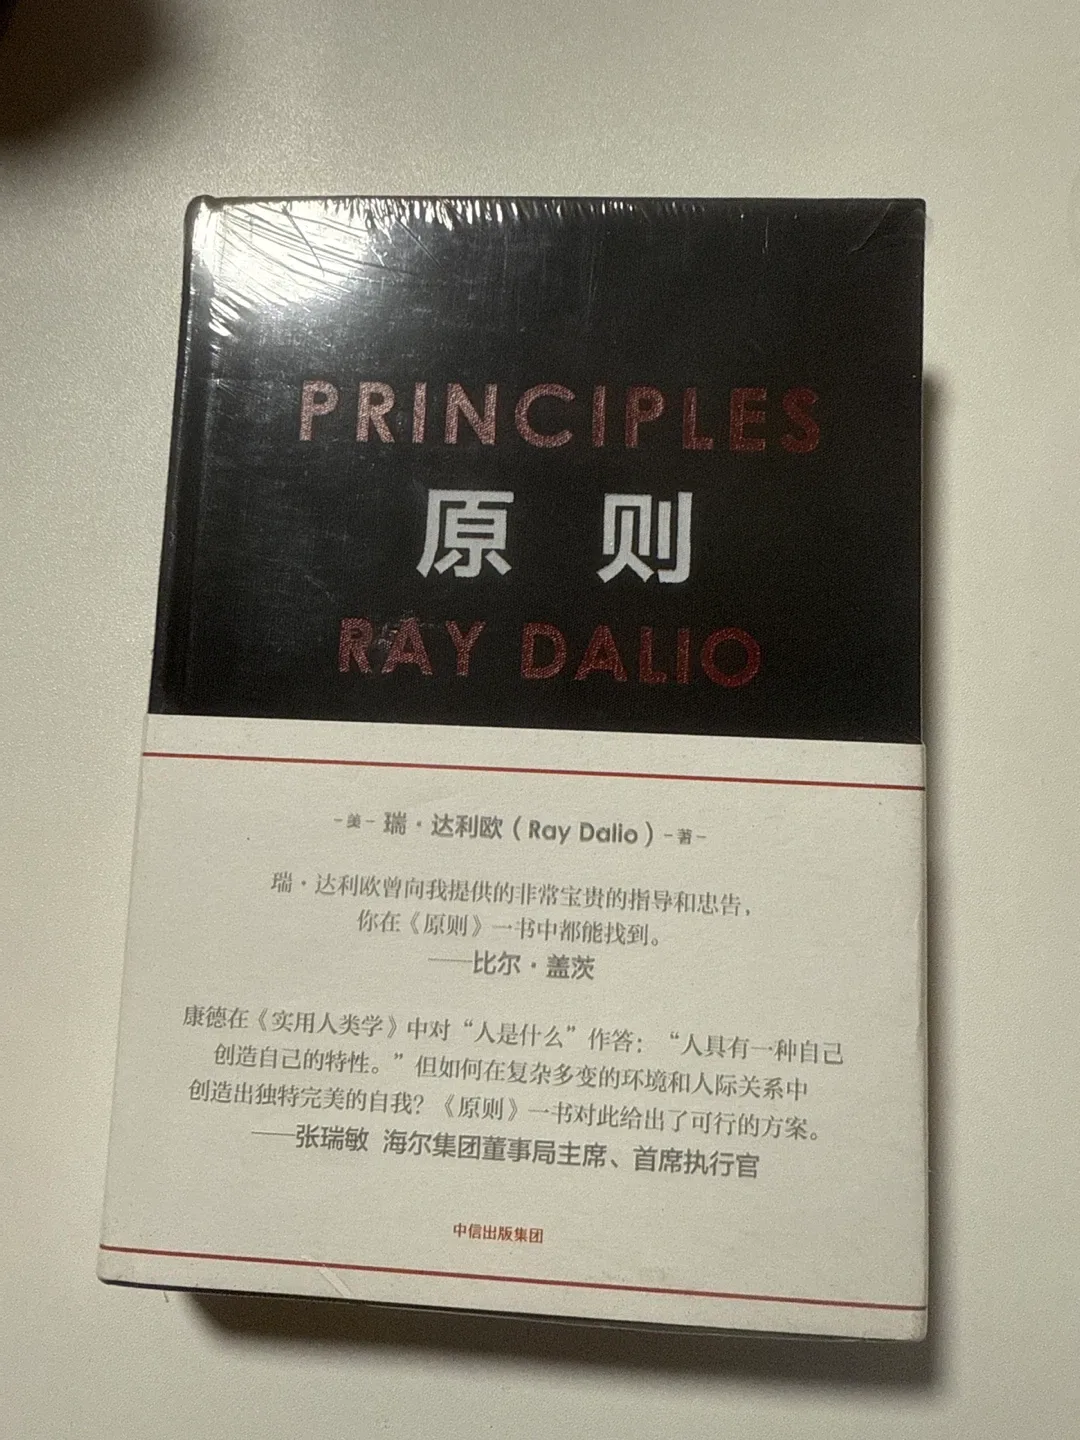 PRINCIPLES
原则
RAY DALIO
-美- 瑞·达利欧（Ray Dalio）-著-
瑞·达利欧曾向我提供的非常宝贵的指导和忠告，
你在《原则》一书中都能找到。
——比尔·盖茨
康德在《实用人类学》中对“人是什么”作答：“人具有一种自己
创造自己的特性。”但如何在复杂多变的环境和人际关系中
创造出独特完美的自我？《原则》一书对此给出了可行的方案。
——张瑞敏 海尔集团董事局主席、首席执行官
中信出版集团